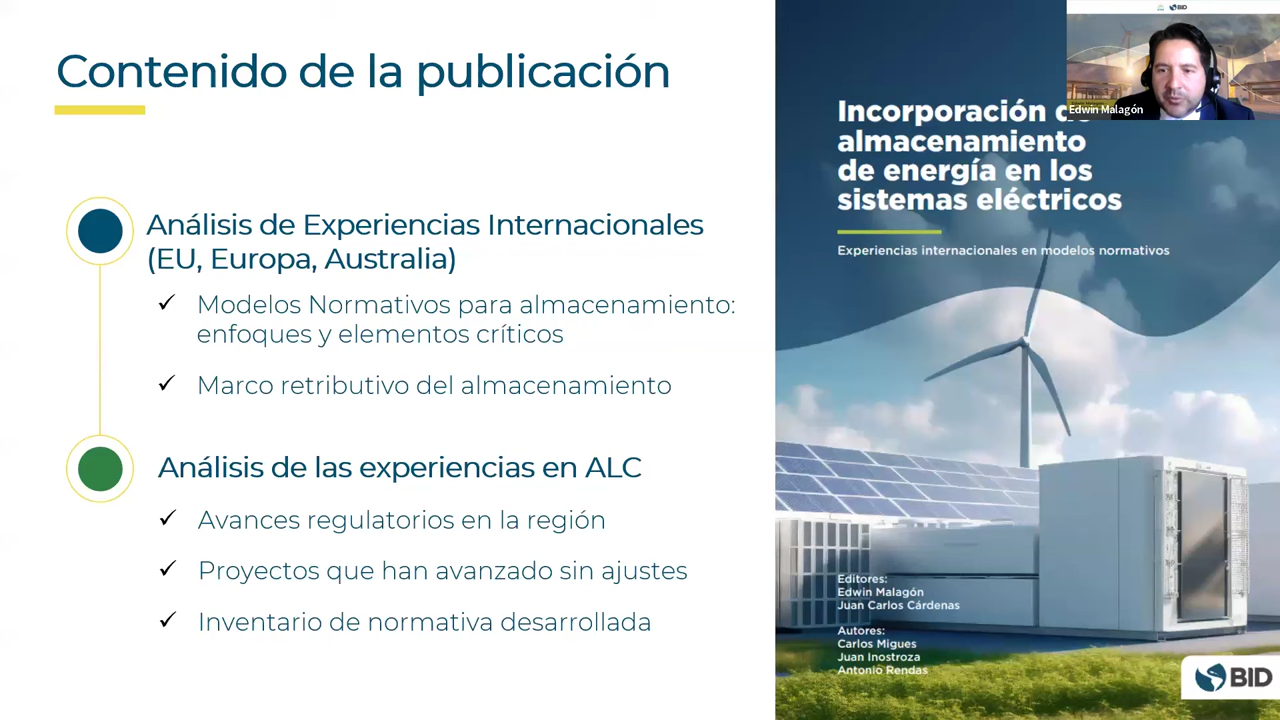 Contenido de la publicación
Análisis de Experiencias Internacionales
(EU, Europa, Australia)
✓ Modelos Normativos para almacenamiento:
enfoques y elementos críticos
✓ Marco retributivo del almacenamiento
Análisis de las experiencias en ALC
✓ Avances regulatorios en la región
✓ Proyectos que han avanzado sin ajustes
✓ Inventario de normativa desarrollada
BID
Edwin Malagón
Incorporación de
almacenamiento
de energía en los
sistemas eléctricos
Experiencias internacionales en modelos normativos
Editores:
Edwin Malagón
Juan Carlos Cárdenas
Autores:
Carlos Migues
Juan Inostroza
Antonio Rendas
BID